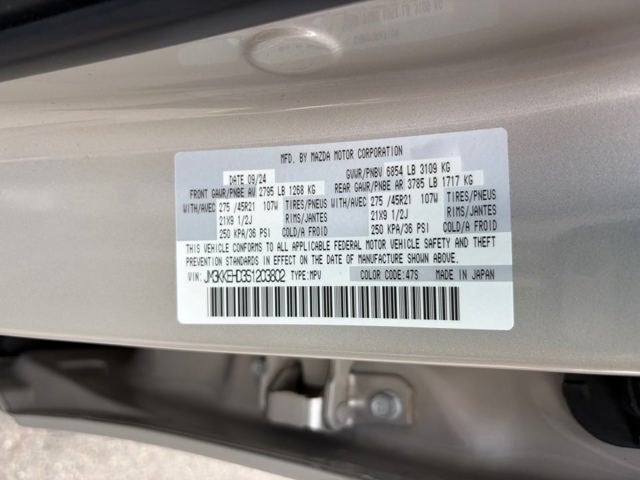 MFD. BY MAZDA MOTOR CORPORATION
DATE 09/24 GVWR/PNBV 6854 LB 3109 KG
FRONT GAWR/PNBE AV 2795 LB 1268 KG REAR GAWR/PNBE AR 3785 LB 1717 KG
WITH/AVEC 275 /45R21 107W TIRES/PNEUS WITH/AVEC 275 /45R21 107W TIRES/PNEUS
21X9 1/2J RIMS/JANTES 21X9 1/2J RIMS/JANTES
250 KPA/36 PSI COLD/A FROID 250 KPA/36 PSI COLD/A FROID
THIS VEHICLE CONFORMS TO ALL APPLICABLE FEDERAL MOTOR VEHICLE SAFETY AND THEFT
PREVENTION STANDARDS IN EFFECT ON THE DATE OF MANUFACTURE SHOWN ABOVE.
VIN: JM3KKEHD3S1203802 TYPE:MPV COLOR CODE:47S MADE IN JAPAN